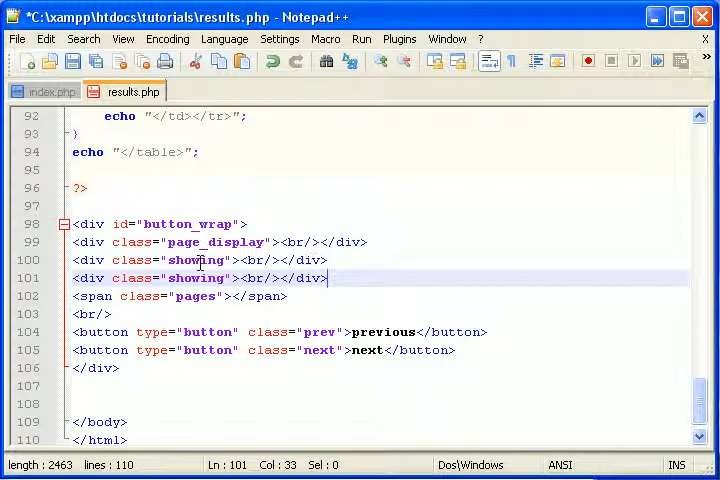 *C:\xampp\htdocs\tutorials\results.php - Notepad++
File Edit Search View Encoding Language Settings Macro Run Plugins Window ? X
index.php results.php
92 echo "</td></tr>";
93 }
94 echo "</table>";
95
96 ?>
97
98 <div id="button_wrap">
99 <div class="page_display"><br/></div>
100 <div class="showing"><br/></div>
101 <div class="showing"><br/></div>
102 <span class="pages"></span>
103 <br/>
104 <button type="button" class="prev">previous</button>
105 <button type="button" class="next">next</button>
106 </div>
107
108
109 </body>
110 </html>
length : 2463 lines : 110 Ln : 101 Col : 33 Sel : 0 Dos\Windows ANSI INS